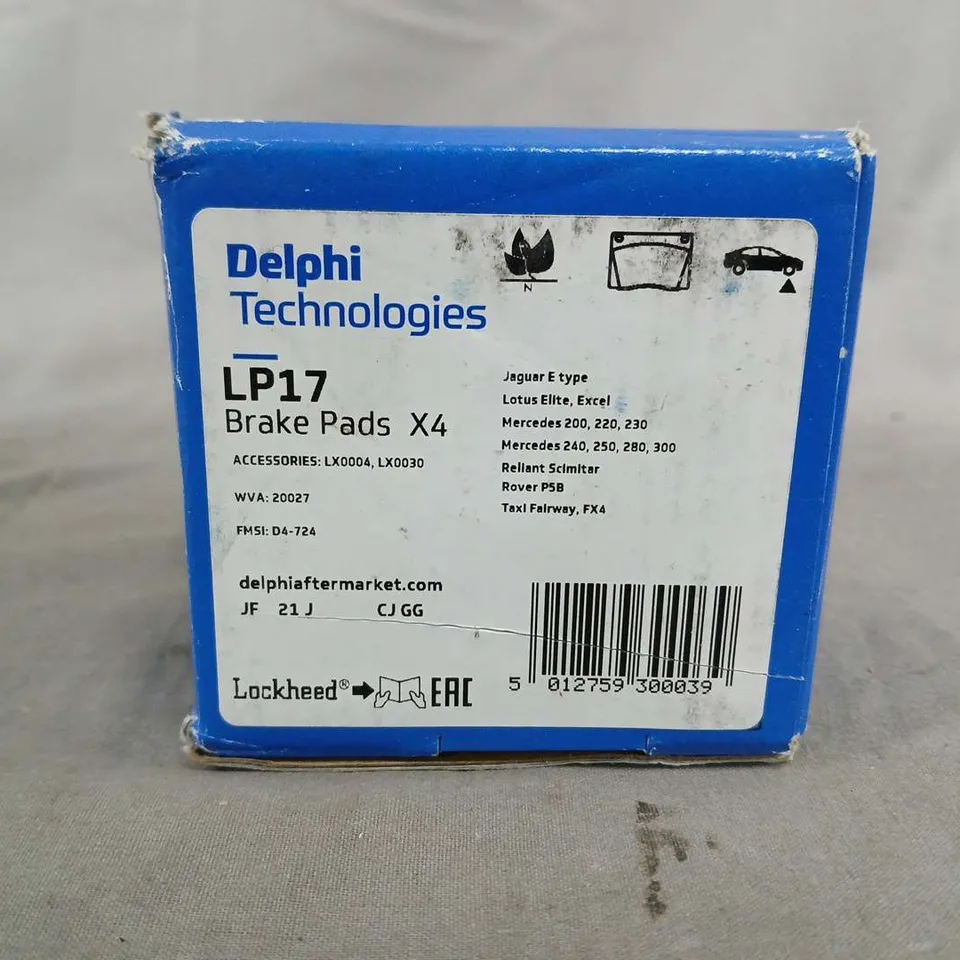 Delphi
Technologies
N
LP17
Brake Pads X4
ACCESSORIES: LX0004, LX0030
WVA: 20027
FMSI: D4-724
Jaguar E type
Lotus Elite, Excel
Mercedes 200, 220, 230
Mercedes 240, 250, 280, 300
Reliant Scimitar
Rover P5B
Taxi Fairway, FX4
delphiaftermarket.com
JF 21 J CJ GG
Lockheed® EAC
5 012759 300039